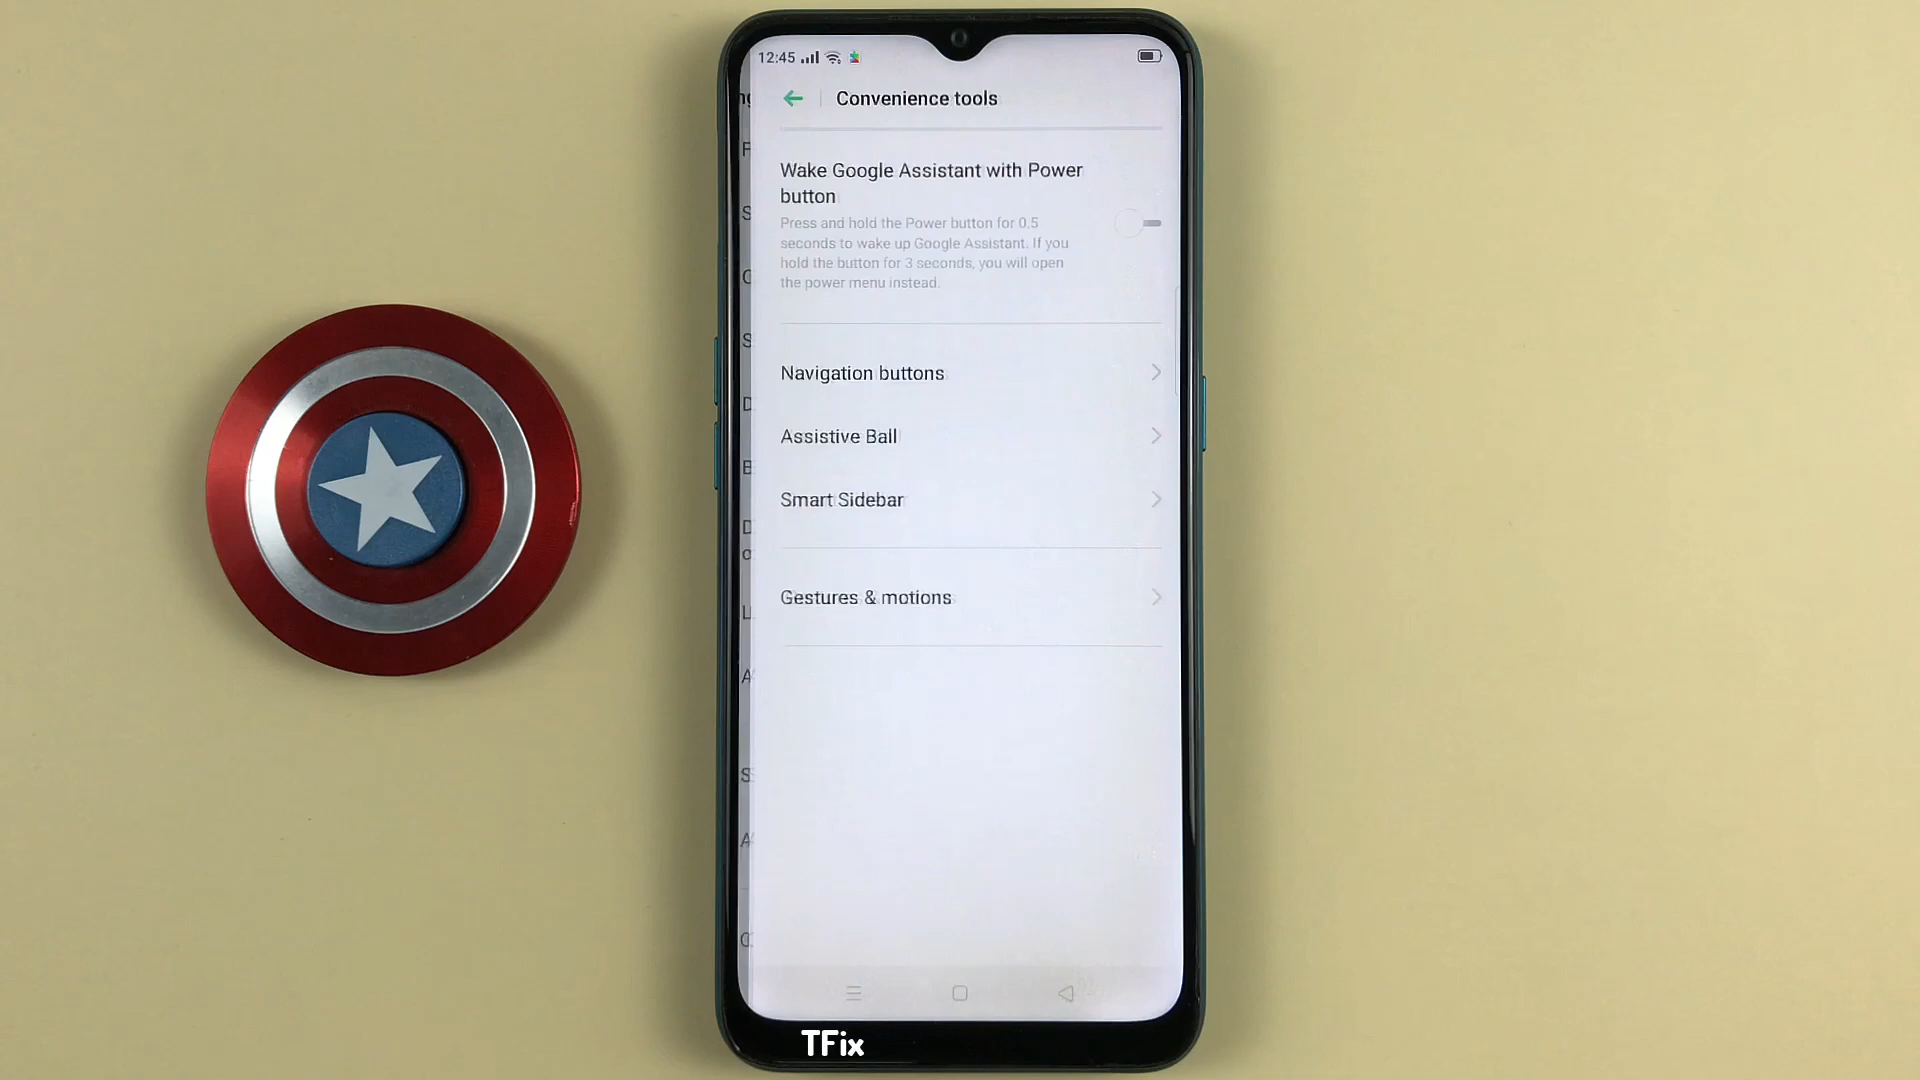 12:45
Convenience tools
Wake Google Assistant with Power
button
Press and hold the Power button for 0.5
seconds to wake up Google Assistant. If you
hold the button for 3 seconds, you will open
the power menu instead.
Navigation buttons
Assistive Ball
Smart Sidebar
Gestures & motions
TFix